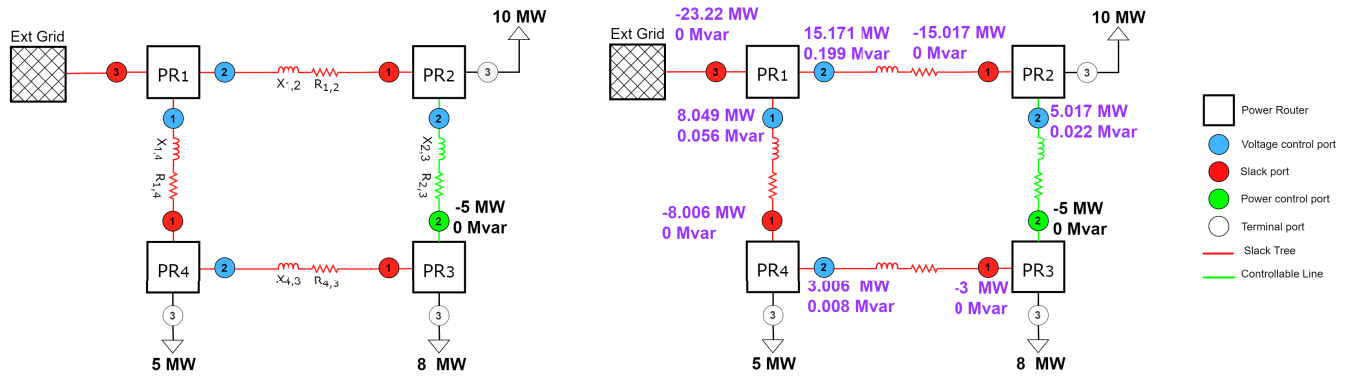 10 MW
Ext Grid
3
PR1
2
X1,2
R1,2
1
PR2
3
1
X1,4
R1,4
1
2
X2,3
R2,3
2
-5 MW
0 Mvar
PR4
2
X4,3
R4,3
1
PR3
3
5 MW
3
8 MW
-23.22 MW
0 Mvar
15.171 MW
0.199 Mvar
-15.017 MW
0 Mvar
10 MW
Ext Grid
3
PR1
2
1
PR2
3
1
8.049 MW
0.056 Mvar
2
5.017 MW
0.022 Mvar
-8.006 MW
0 Mvar
1
2
-5 MW
0 Mvar
PR4
2
3.006 MW
0.008 Mvar
1
-3 MW
0 Mvar
PR3
3
5 MW
3
8 MW
Power Router
Voltage control port
Slack port
Power control port
Terminal port
Slack Tree
Controllable Line